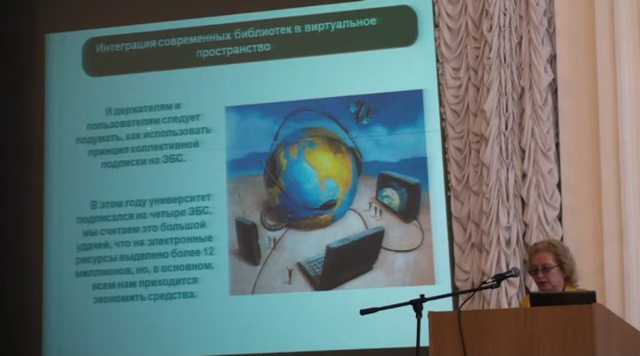 Интеграция современных библиотек в виртуальное
пространство
И держателям и
пользователям следует
подумать, как использовать
принцип коллективной
подписки на ЭБС.
В этом году университет
подписался на четыре ЭБС,
мы считаем это большой
удачей, что на электронные
ресурсы выделено более 12
миллионов, но, в основном,
всем нам приходится
экономить средства.